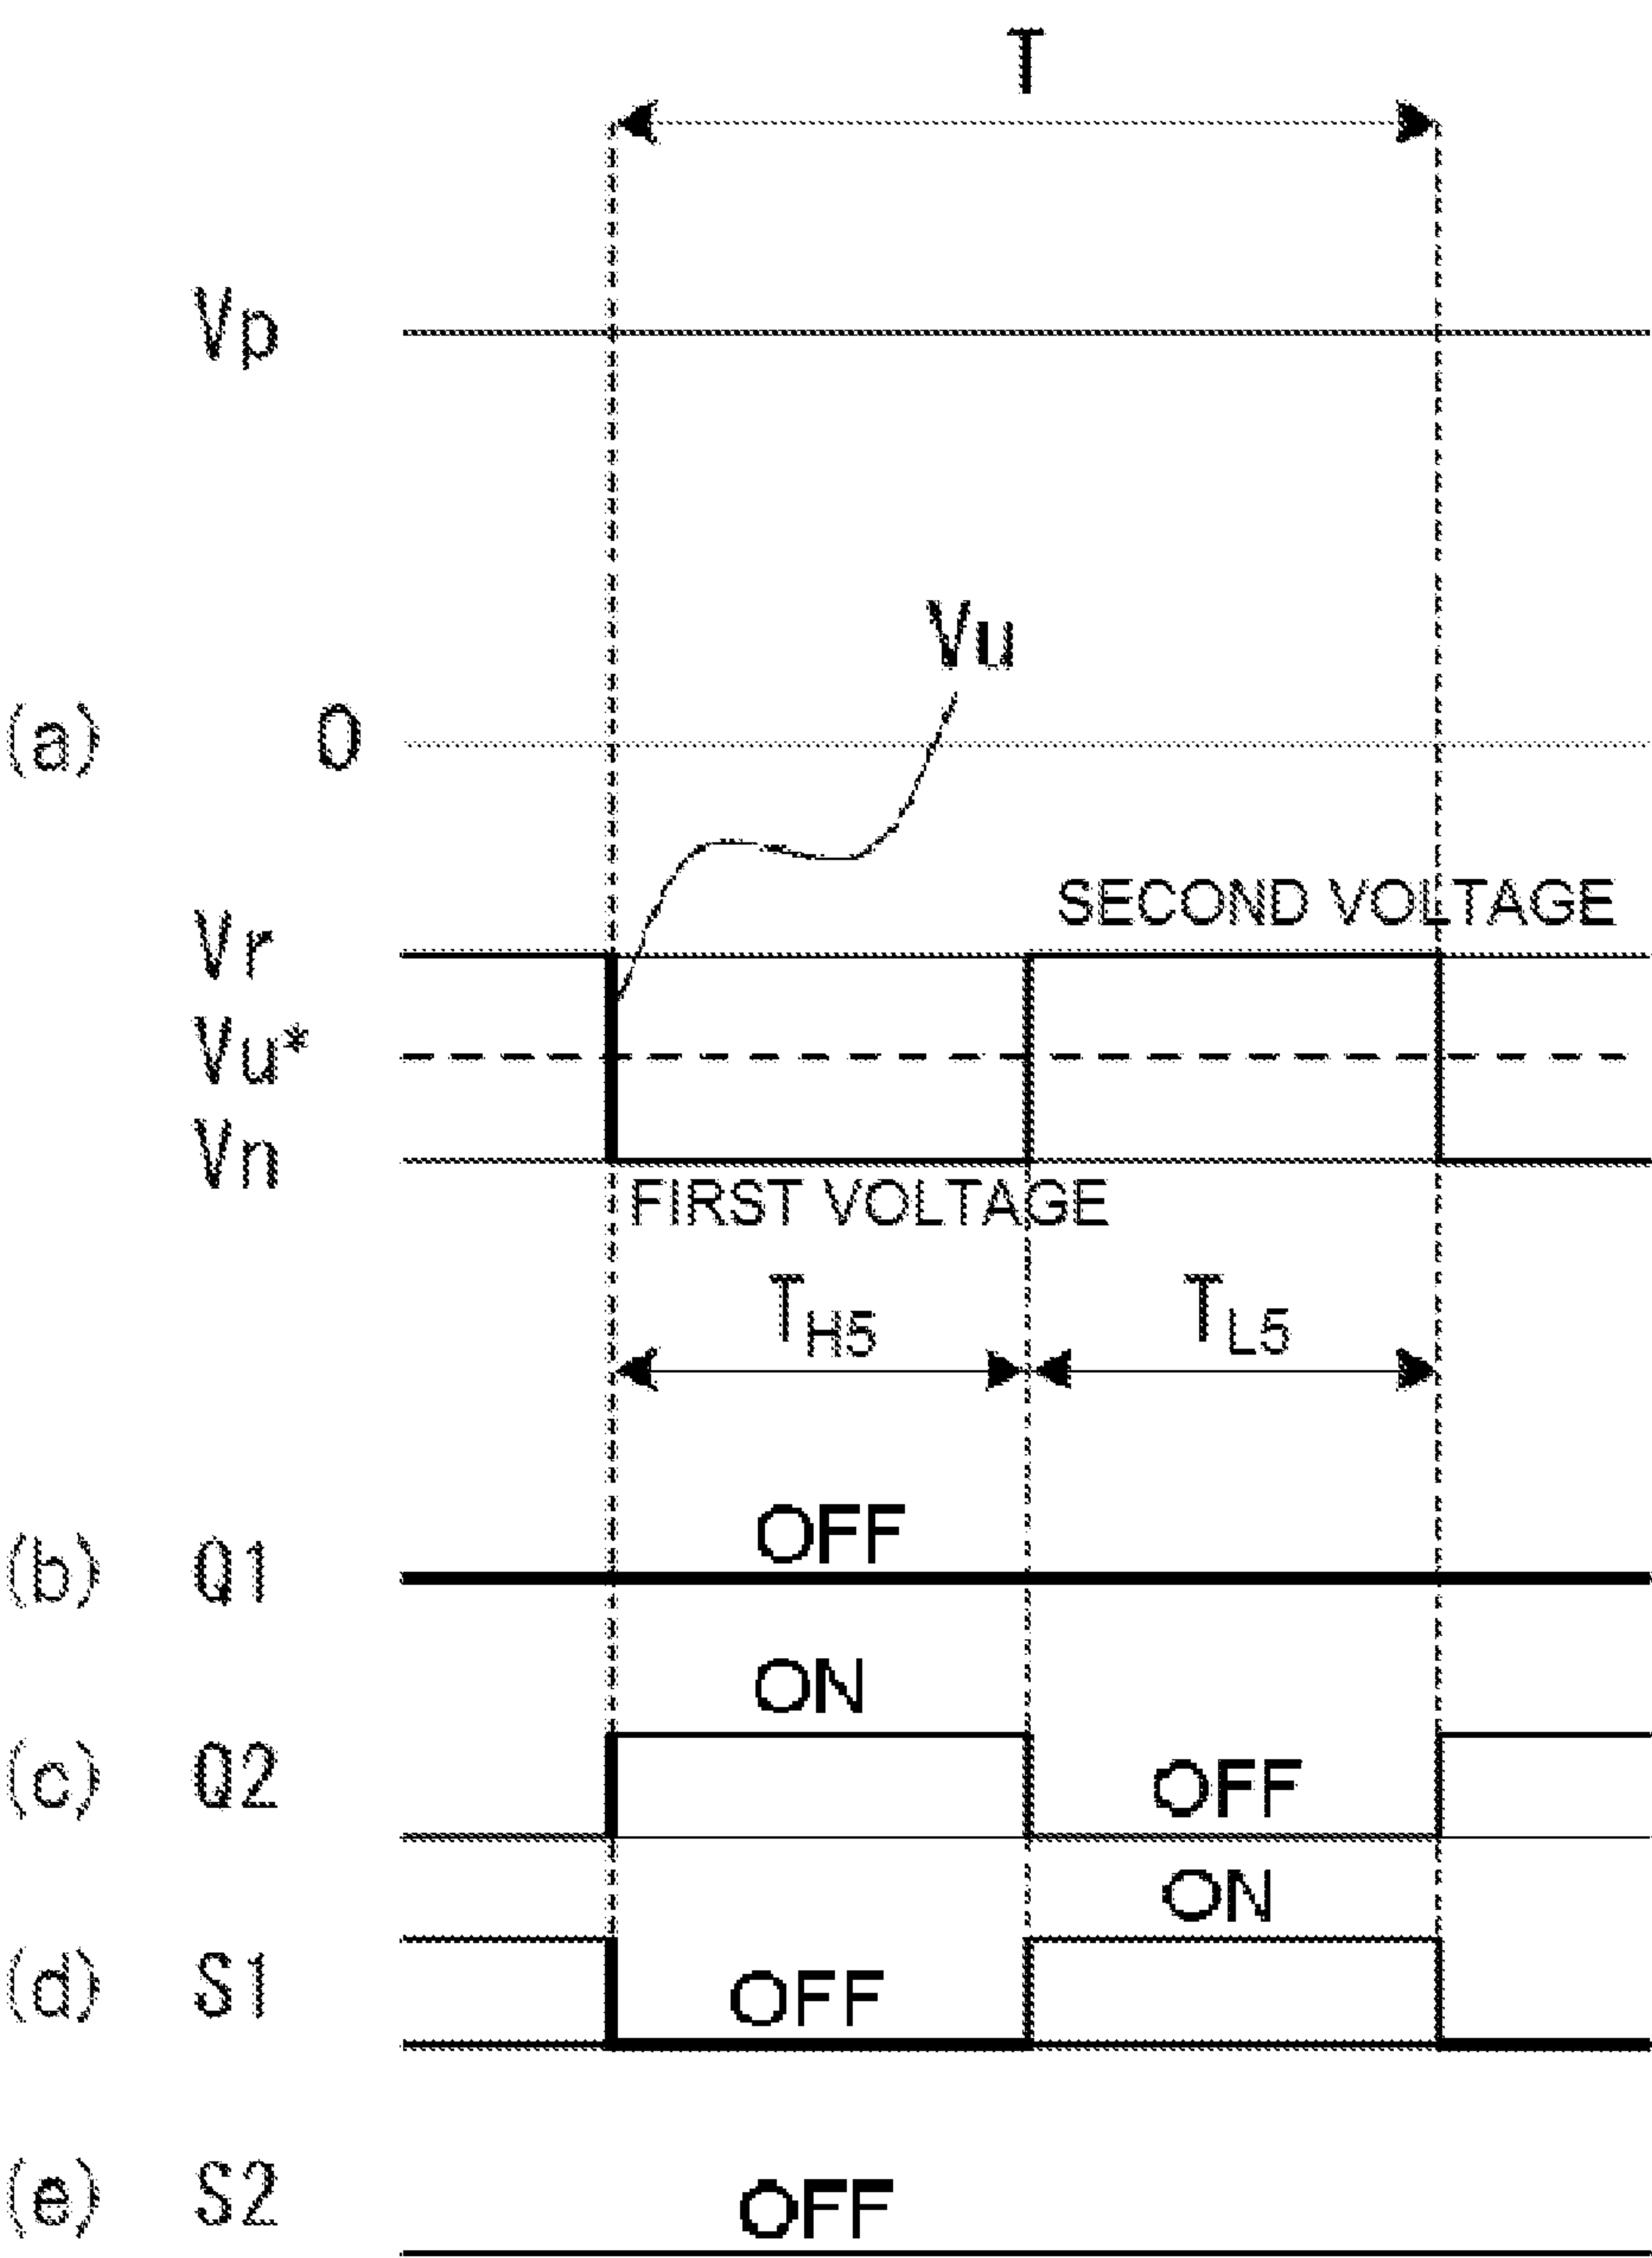 T
Vp
Vu
(a) 0
SECOND VOLTAGE
Vr
Vu*
Vn
FIRST VOLTAGE
TH5 TL5
OFF
(b) Q1
ON
(c) Q2 OFF
ON
(d) S1 OFF
(e) S2 OFF